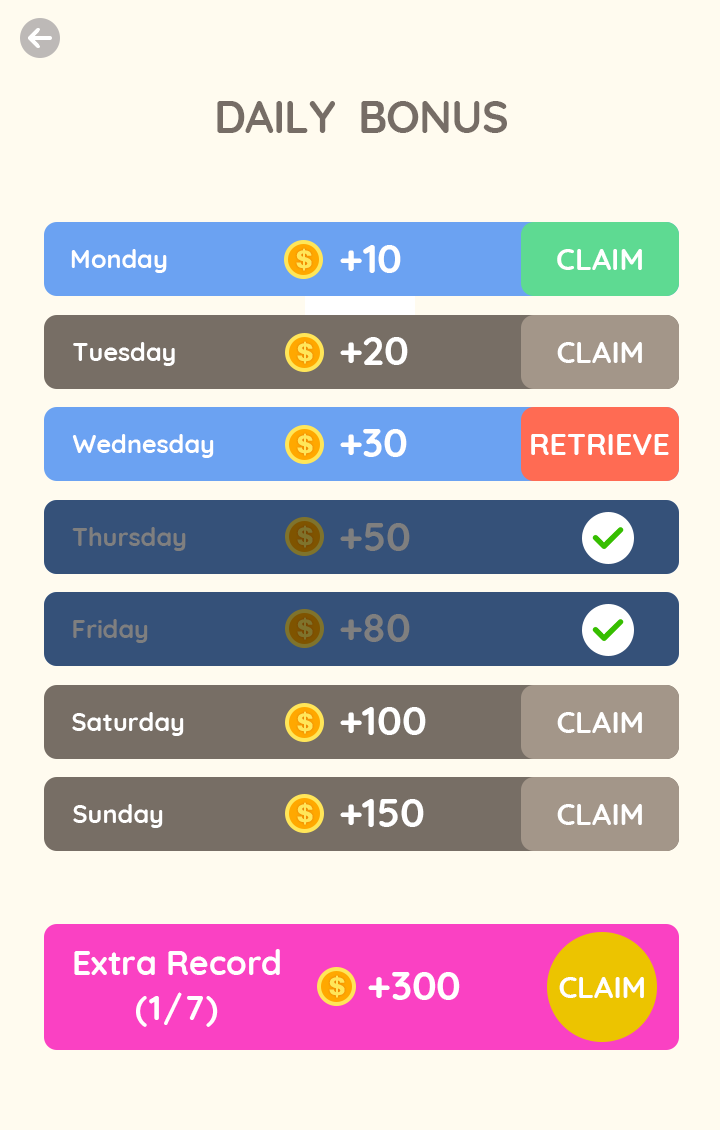 DAILY BONUS
Monday $ +10 CLAIM
Tuesday $ +20 CLAIM
Wednesday $ +30 RETRIEVE
Thursday $ +50
Friday $ +80
Saturday $ +100 CLAIM
Sunday $ +150 CLAIM
Extra Record
(1/7) $ +300 CLAIM